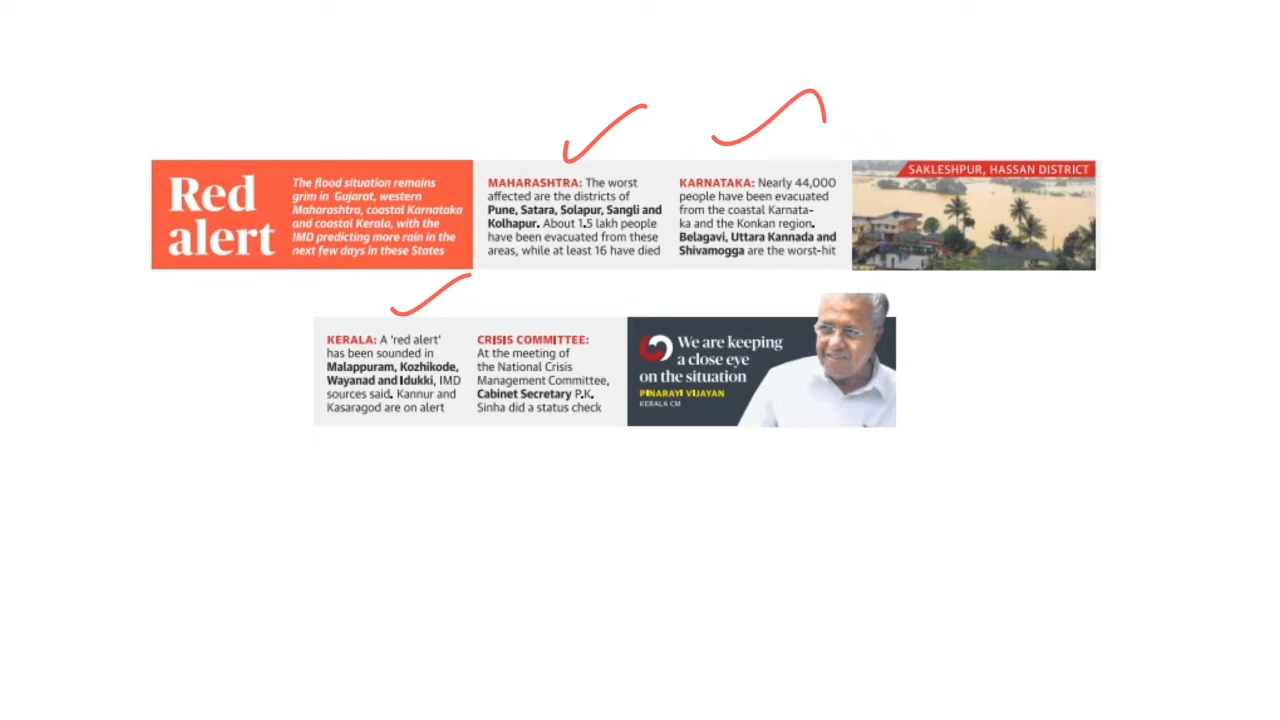 Red
alert
The flood situation remains
grim in Gujarat, western
Maharashtra, coastal Karnataka
and coastal Kerala, with the
IMD predicting more rain in the
next few days in these States
MAHARASHTRA: The worst
affected are the districts of
Pune, Satara, Solapur, Sangli and
Kolhapur. About 1.5 lakh people
have been evacuated from these
areas, while at least 16 have died
KARNATAKA: Nearly 44,000
people have been evacuated
from the coastal Karnata-
ka and the Konkan region.
Belagavi, Uttara Kannada and
Shivamogga are the worst-hit
SAKLESHPUR, HASSAN DISTRICT
KERALA: A 'red alert'
has been sounded in
Malappuram, Kozhikode,
Wayanad and Idukki, IMD
sources said. Kannur and
Kasaragod are on alert
CRISIS COMMITTEE:
At the meeting of
the National Crisis
Management Committee,
Cabinet Secretary P.K.
Sinha did a status check
We are keeping
a close eye
on the situation
PINARAYI VIJAYAN
KERALA CM